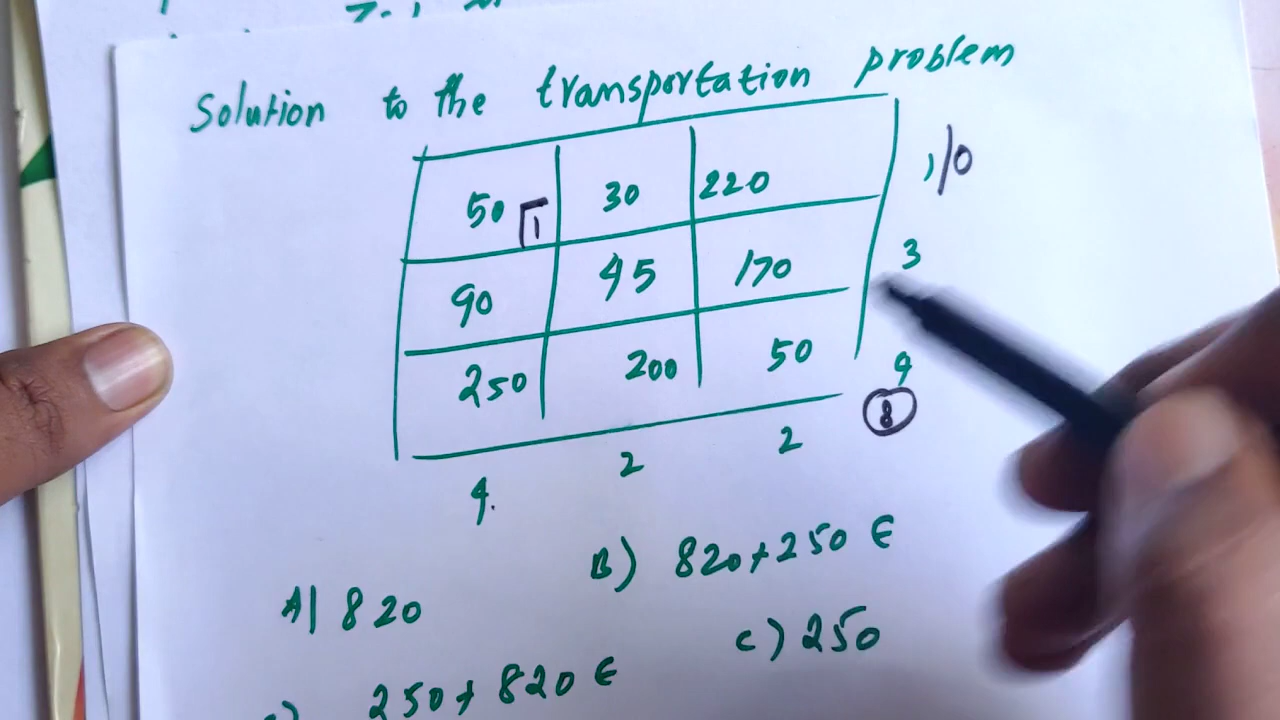 Solution to the transportation problem
50 1 30 220 1/0
90 45 170 3
250 200 50 4
8
4. 2 2
A) 820
B) 820+250 ϵ
C) 250
250+ 820 ϵ